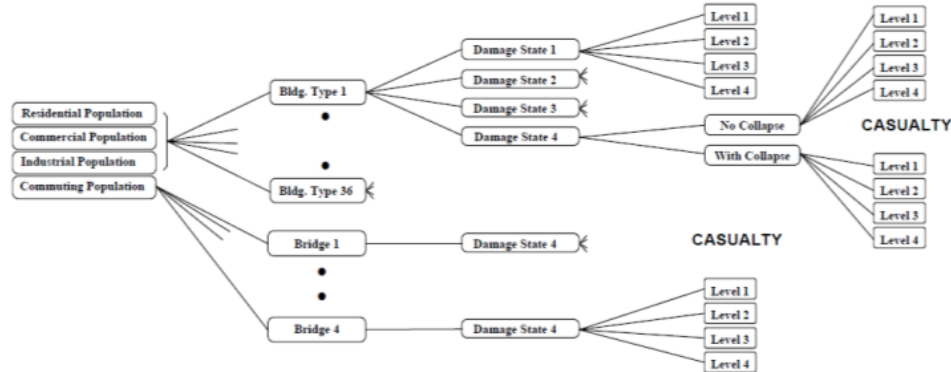 Residential Population
Commercial Population
Industrial Population
Commuting Population
Bldg. Type 1
Bldg. Type 36
Bridge 1
Bridge 4
Damage State 1
Damage State 2
Damage State 3
Damage State 4
Damage State 4
Damage State 4
Level 1
Level 2
Level 3
Level 4
No Collapse
With Collapse
CASUALTY
Level 1
Level 2
Level 3
Level 4
Level 1
Level 2
Level 3
Level 4
CASUALTY
Level 1
Level 2
Level 3
Level 4